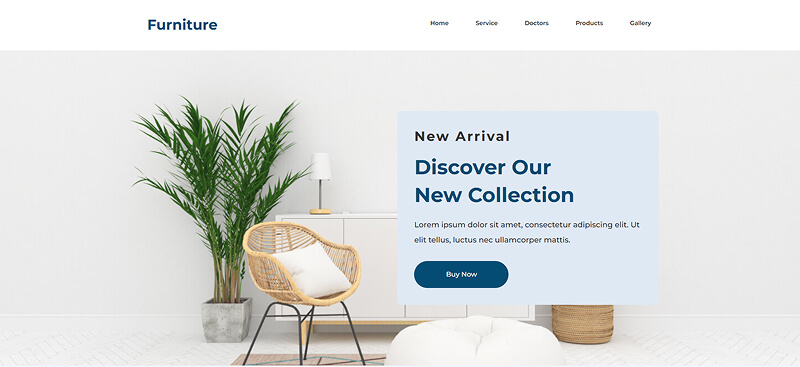 Furniture
Home Service Doctors Products Gallery
New Arrival
Discover Our
New Collection
Lorem ipsum dolor sit amet, consectetur adipiscing elit. Ut
elit tellus, luctus nec ullamcorper mattis.
Buy Now